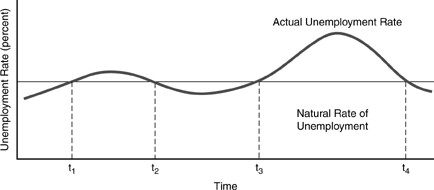 Actual Unemployment Rate
Unemployment Rate (percent)
Natural Rate of
Unemployment
t₁ t₂ t₃ t₄
Time